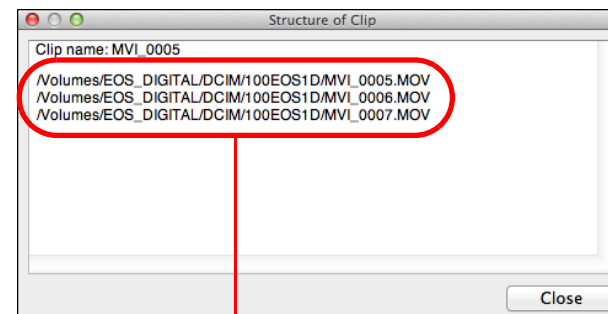 Structure of Clip
Clip name: MVI_0005
/Volumes/EOS_DIGITAL/DCIM/100EOS1D/MVI_0005.MOV
/Volumes/EOS_DIGITAL/DCIM/100EOS1D/MVI_0006.MOV
/Volumes/EOS_DIGITAL/DCIM/100EOS1D/MVI_0007.MOV
Close